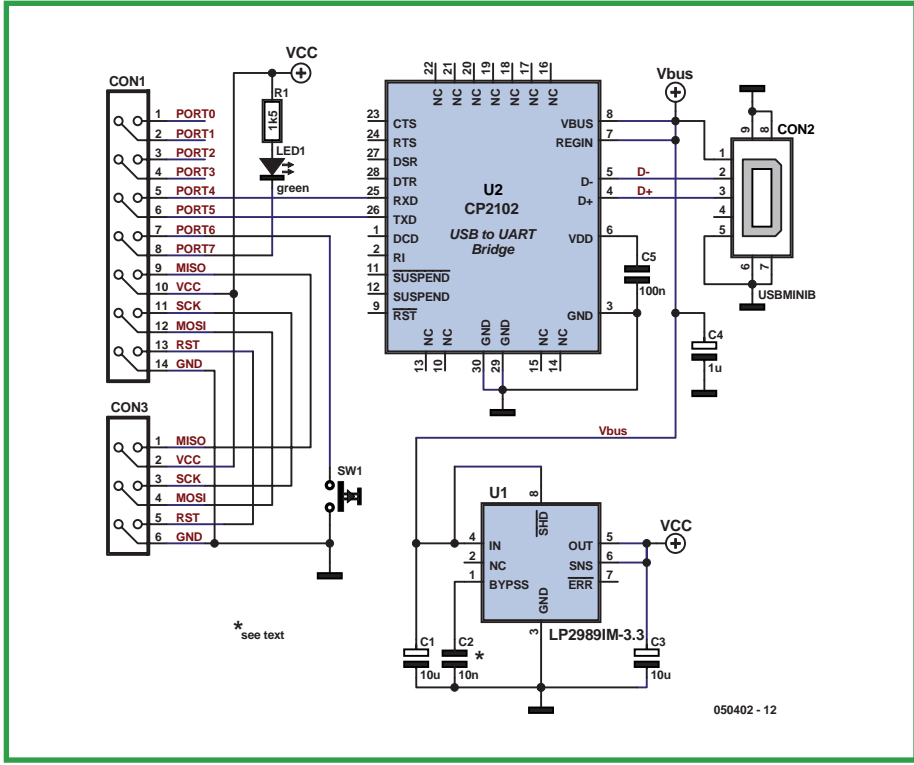 VCC
CON1
R1
1k5
LED1
green
1 PORT0
2 PORT1
3 PORT2
4 PORT3
5 PORT4
6 PORT5
7 PORT6
8 PORT7
9 MISO
10 VCC
11 SCK
12 MOSI
13 RST
14 GND
CON3
1 MISO
2 VCC
3 SCK
4 MOSI
5 RST
6 GND
SW1
*see text
22 21 20 19 18 17 16
NC NC NC NC NC NC NC
23 CTS
24 RTS
27 DSR
28 DTR
25 RXD
26 TXD
1 DCD
2 RI
11 SUSPEND
12 SUSPEND
9 RST
U2
CP2102
USB to UART
Bridge
VBUS 8
REGIN 7
D- 5
D+ 4
VDD 6
GND 3
NC NC GND GND NC NC
13 10 30 29 15 14
Vbus
D-
D+
C5
100n
C4
1u
9 8
CON2
1
2
3
4
5
6 7
USBMINIB
Vbus
U1
8
SHD
4 IN
2 NC
1 BYPSS
OUT 5
SNS 6
ERR 7
GND
3
LP2989IM-3.3
VCC
C1
10u
C2
*
10n
C3
10u
050402 - 12